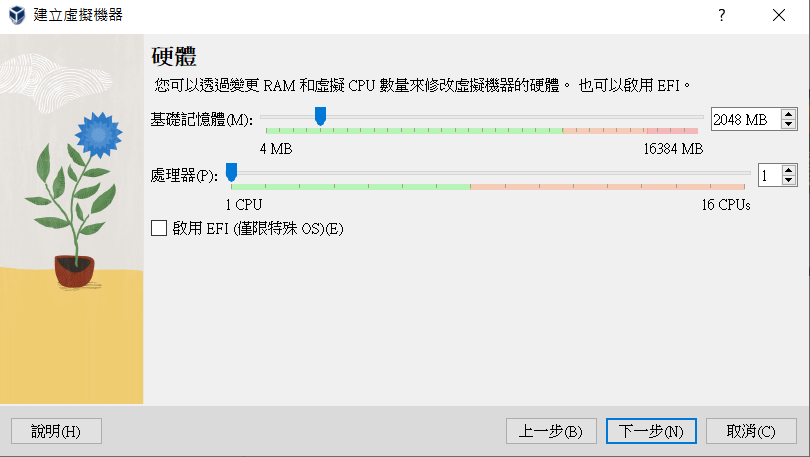 建立虛擬機器
?
硬體
您可以透過變更 RAM 和虛擬 CPU 數量來修改虛擬機器的硬體。 也可以啟用 EFI。
基礎記憶體(M): 2048 MB
4 MB 16384 MB
處理器(P): 1
1 CPU 16 CPUs
啟用 EFI (僅限特殊 OS)(E)
說明(H) 上一步(B) 下一步(N) 取消(C)